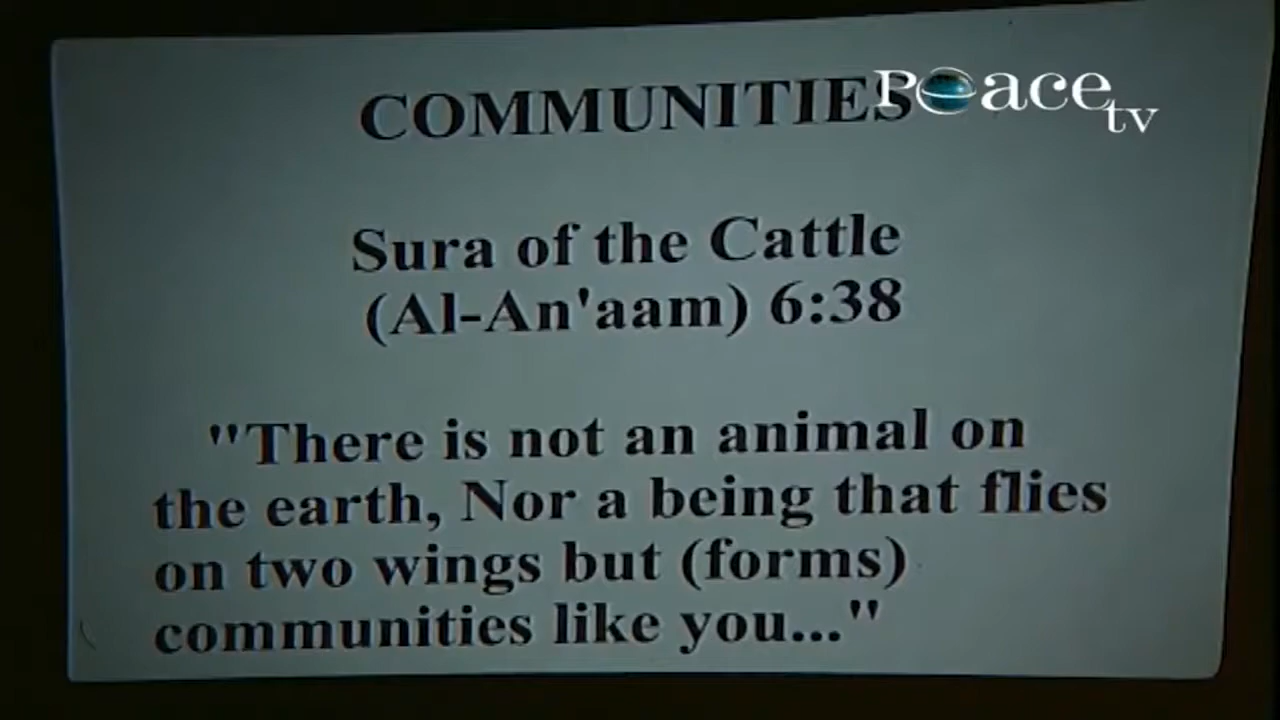 COMMUNITIES
Peace tv
Sura of the Cattle
(Al-An'aam) 6:38
"There is not an animal on
the earth, Nor a being that flies
on two wings but (forms)
communities like you..."